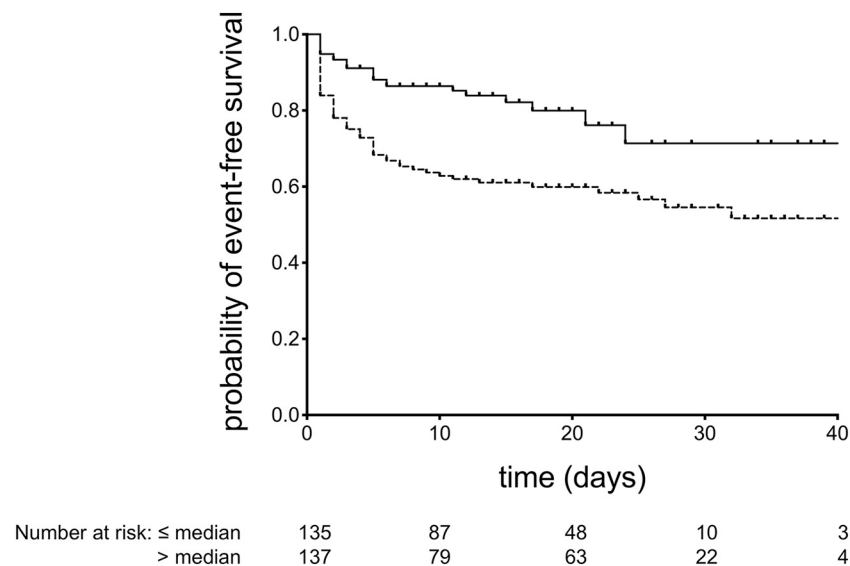 probability of event-free survival
1.0
0.8
0.6
0.4
0.2
0.0
0 10 20 30 40
time (days)
Number at risk: ≤ median 135 87 48 10 3
> median 137 79 63 22 4